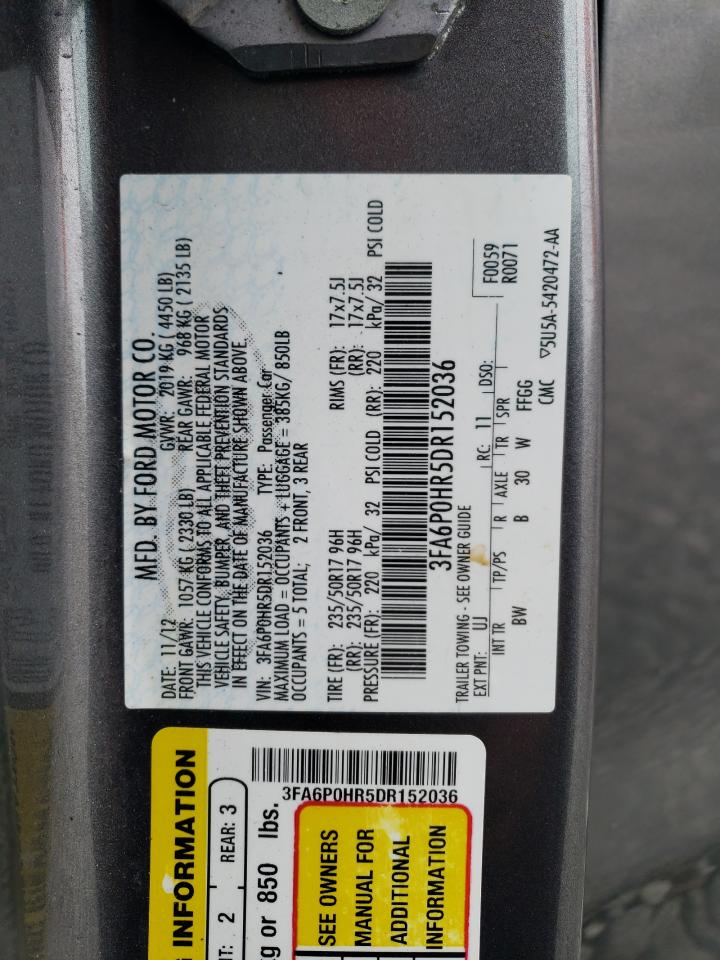 MFD. BY FORD MOTOR CO.
DATE: 11/12 GVWR: 2019 KG ( 4450 LB)
FRONT GAWR: 1057 KG ( 2330 LB) REAR GAWR: 968 KG ( 2135 LB)
THIS VEHICLE CONFORMS TO ALL APPLICABLE FEDERAL MOTOR
VEHICLE SAFETY, BUMPER, AND THEFT PREVENTION STANDARDS
IN EFFECT ON THE DATE OF MANUFACTURE SHOWN ABOVE.
VIN: 3FA6P0HR5DR152036 TYPE: Passenger Car
MAXIMUM LOAD = OCCUPANTS + LUGGAGE = 385KG/ 850LB
OCCUPANTS = 5 TOTAL; 2 FRONT, 3 REAR
TIRE (FR): 235/50R17 96H RIMS (FR): 17x7.5J
(RR): 235/50R17 96H (RR): 17x7.5J
PRESSURE (FR): 220 kPa/ 32 PSI COLD (RR): 220 kPa/ 32 PSI COLD
3FA6P0HR5DR152036
TRAILER TOWING - SEE OWNER GUIDE
F0059
EXT PNT: UJ RC: 11 DSO: R0071
INT TR TP/PS R AXLE TR SPR
BW B 30 W FFGG
CMC ▽5U5A-5420472-AA
3FA6P0HR5DR152036
INFORMATION
2 REAR: 3
kg or 850 lbs.
SEE OWNERS
MANUAL FOR
ADDITIONAL
INFORMATION